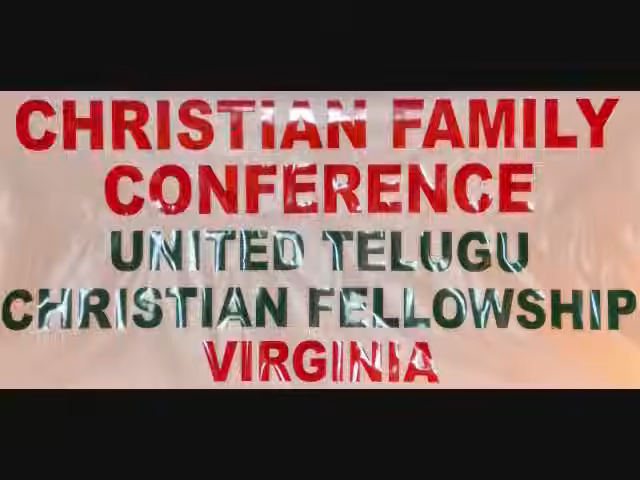 CHRISTIAN FAMILY
CONFERENCE
UNITED TELUGU
CHRISTIAN FELLOWSHIP
VIRGINIA